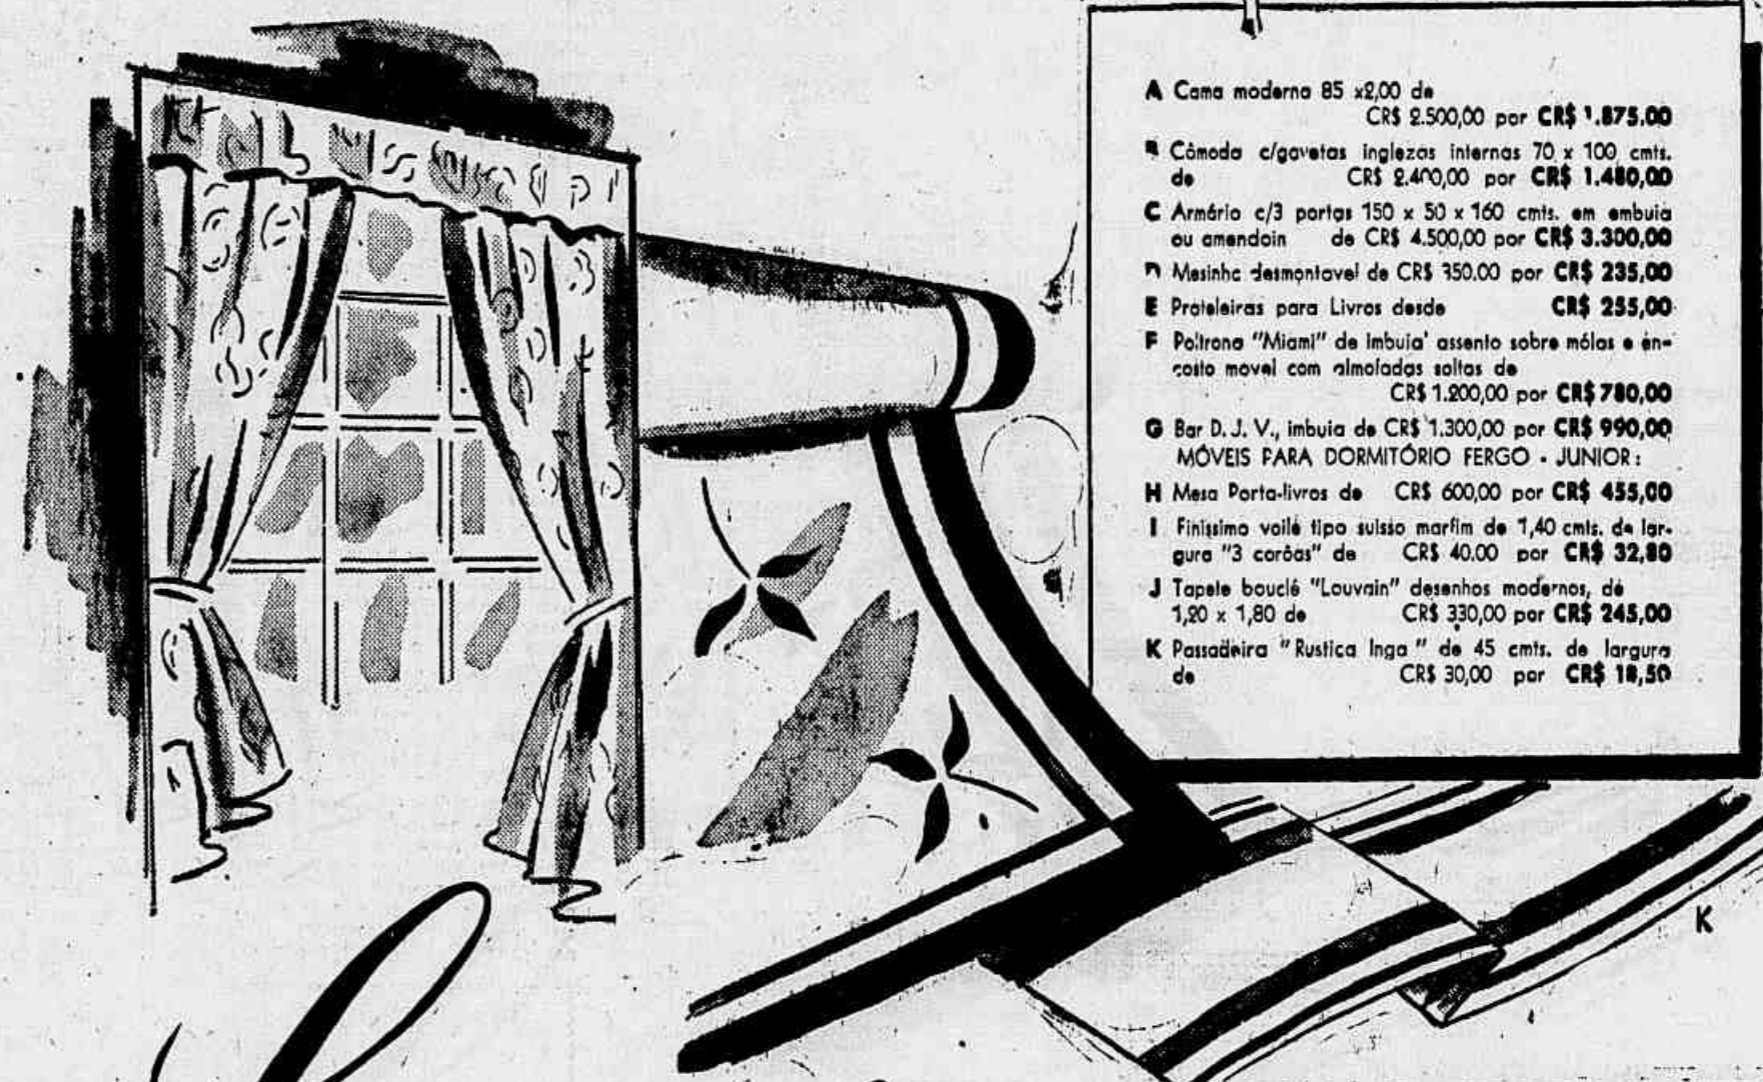 A Cama moderna 85 x2,00 de
CR$ 2.500,00 por CR$ 1.875,00
Cômoda c/gavetas inglezas internas 70 x 100 cmts.
de CR$ 2.400,00 por CR$ 1.480,00
C Armário c/3 portas 150 x 50 x 160 cmts. em embuia
ou amendoin de CR$ 4.500,00 por CR$ 3.300,00
D Mesinha desmontavel de CR$ 350.00 por CR$ 235,00
E Prateleiras para Livros desde CR$ 255,00
F Poltrona "Miami" de imbuia' assento sobre mólas e en-
costo movel com almofadas soltas de
CR$ 1.200,00 por CR$ 780,00
G Bar D. J. V., imbuia de CR$ 1.300,00 por CR$ 990,00
MÓVEIS PARA DORMITÓRIO FERGO - JUNIOR:
H Mesa Porta-livros de CR$ 600,00 por CR$ 455,00
I Finissimo voile tipo suisso marfim de 1,40 cmts. de lar-
gura "3 corôas" de CR$ 40.00 por CR$ 32,80
J Tapete bouclé "Louvain" desenhos modernos, de
1,20 x 1,80 de CR$ 330,00 por CR$ 245,00
K Passadeira "Rustica Inga" de 45 cmts. de largura
de CR$ 30,00 por CR$ 18,50
K